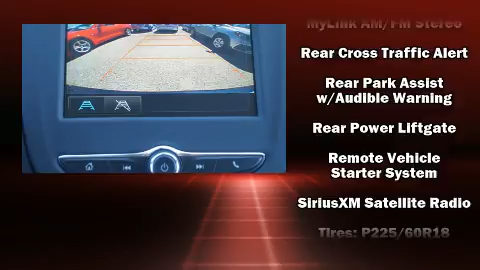 MyLink AM/FM Stereo
Rear Cross Traffic Alert
Rear Park Assist
w/Audible Warning
Rear Power Liftgate
Remote Vehicle
Starter System
SiriusXM Satellite Radio
Tires: P225/60R18